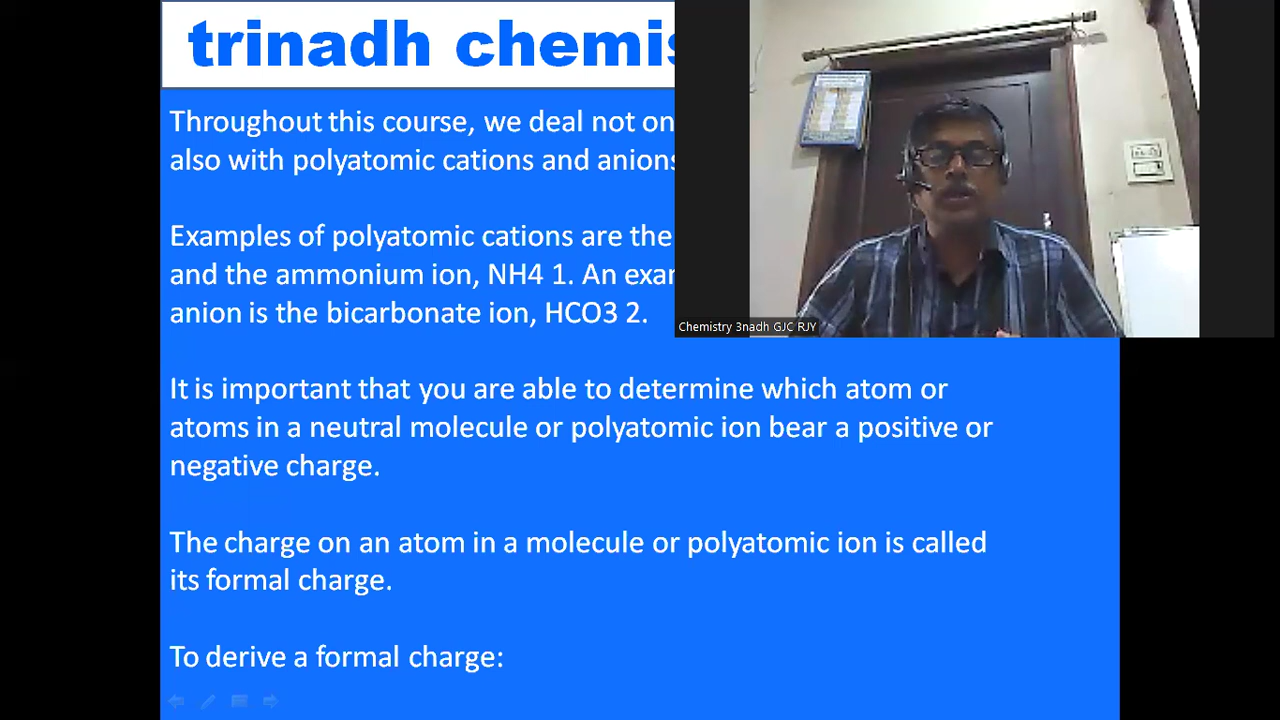 trinadh chemis
Throughout this course, we deal not on
also with polyatomic cations and anions
Examples of polyatomic cations are the
and the ammonium ion, NH4 1. An exam
anion is the bicarbonate ion, HCO3 2.
Chemistry 3nadh GJC RJY
It is important that you are able to determine which atom or
atoms in a neutral molecule or polyatomic ion bear a positive or
negative charge.
The charge on an atom in a molecule or polyatomic ion is called
its formal charge.
To derive a formal charge: